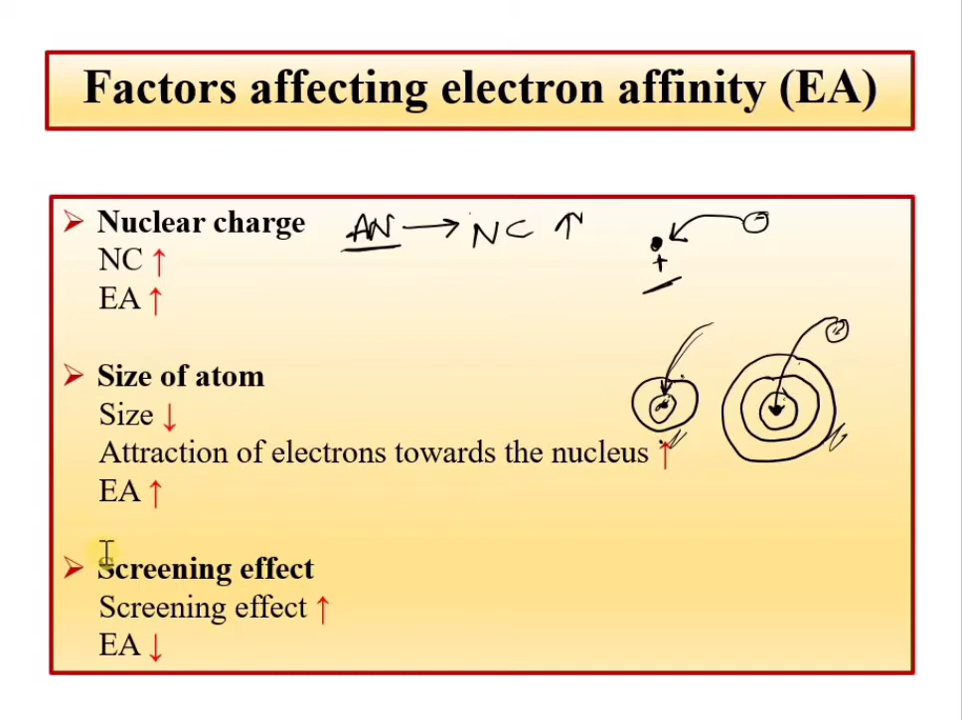 Factors affecting electron affinity (EA)
➢ Nuclear charge AN → NC ↑
NC ↑
EA ↑
+
➢ Size of atom
Size ↓
Attraction of electrons towards the nucleus ↑
EA ↑
➢ Screening effect
Screening effect ↑
EA ↓